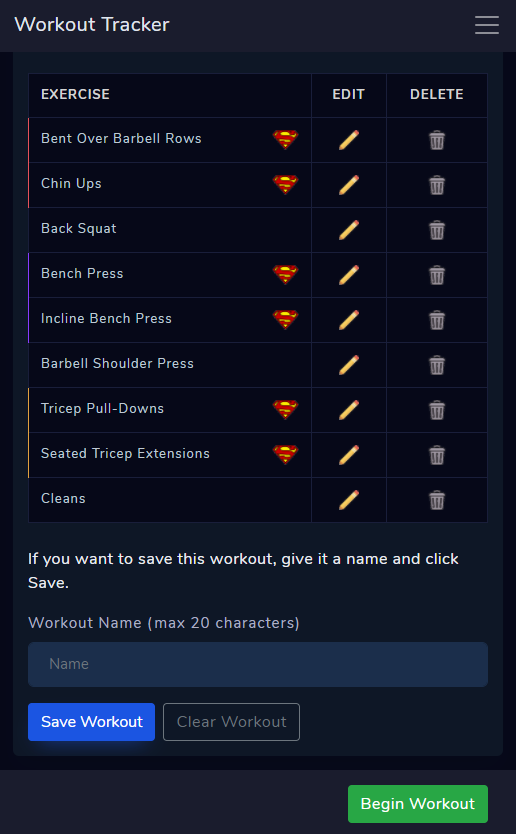 Workout Tracker
EXERCISE EDIT DELETE
Bent Over Barbell Rows
Chin Ups
Back Squat
Bench Press
Incline Bench Press
Barbell Shoulder Press
Tricep Pull-Downs
Seated Tricep Extensions
Cleans
If you want to save this workout, give it a name and click
Save.
Workout Name (max 20 characters)
Name
Save Workout Clear Workout
Begin Workout